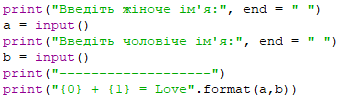 print("Введіть жіноче ім'я:", end = " ")
a = input()
print("Введіть чоловіче ім'я:", end = " ")
b = input()
print("--------------------")
print("{0} + {1} = Love".format(a,b))